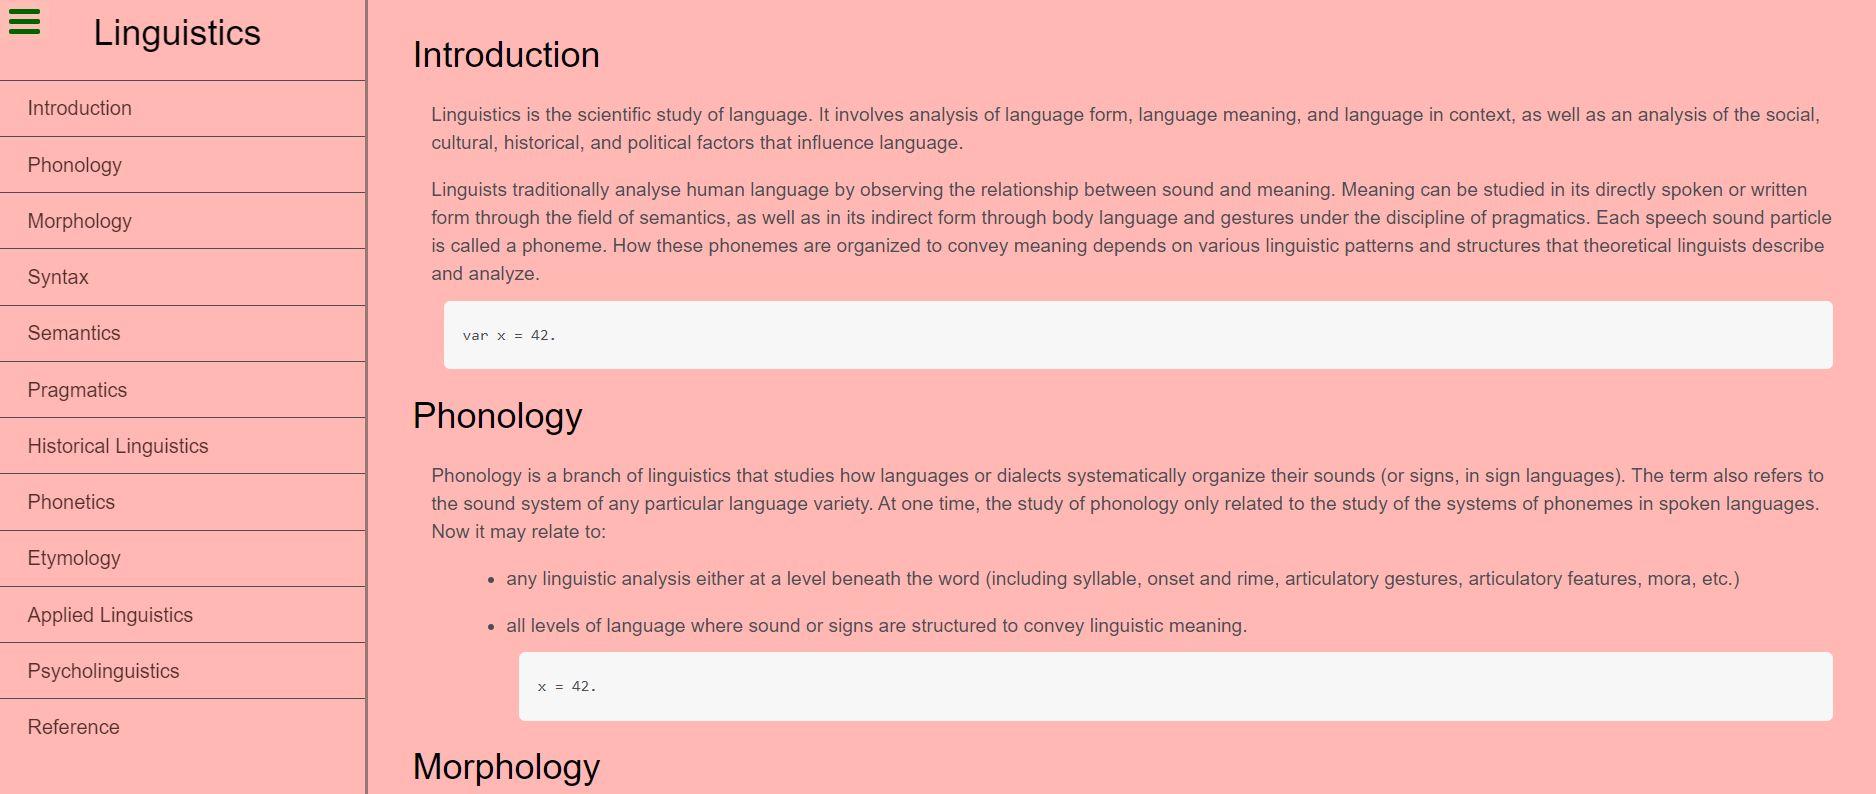 Linguistics
Introduction
Phonology
Morphology
Syntax
Semantics
Pragmatics
Historical Linguistics
Phonetics
Etymology
Applied Linguistics
Psycholinguistics
Reference
Introduction
Linguistics is the scientific study of language. It involves analysis of language form, language meaning, and language in context, as well as an analysis of the social,
cultural, historical, and political factors that influence language.
Linguists traditionally analyse human language by observing the relationship between sound and meaning. Meaning can be studied in its directly spoken or written
form through the field of semantics, as well as in its indirect form through body language and gestures under the discipline of pragmatics. Each speech sound particle
is called a phoneme. How these phonemes are organized to convey meaning depends on various linguistic patterns and structures that theoretical linguists describe
and analyze.
var x = 42.
Phonology
Phonology is a branch of linguistics that studies how languages or dialects systematically organize their sounds (or signs, in sign languages). The term also refers to
the sound system of any particular language variety. At one time, the study of phonology only related to the study of the systems of phonemes in spoken languages.
Now it may relate to:
• any linguistic analysis either at a level beneath the word (including syllable, onset and rime, articulatory gestures, articulatory features, mora, etc.)
• all levels of language where sound or signs are structured to convey linguistic meaning.
x = 42.
Morphology